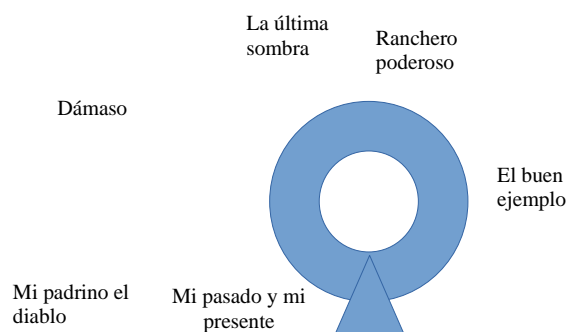 La última
sombra
Ranchero
poderoso
Dámaso
El buen
ejemplo
Mi padrino el
diablo
Mi pasado y mi
presente